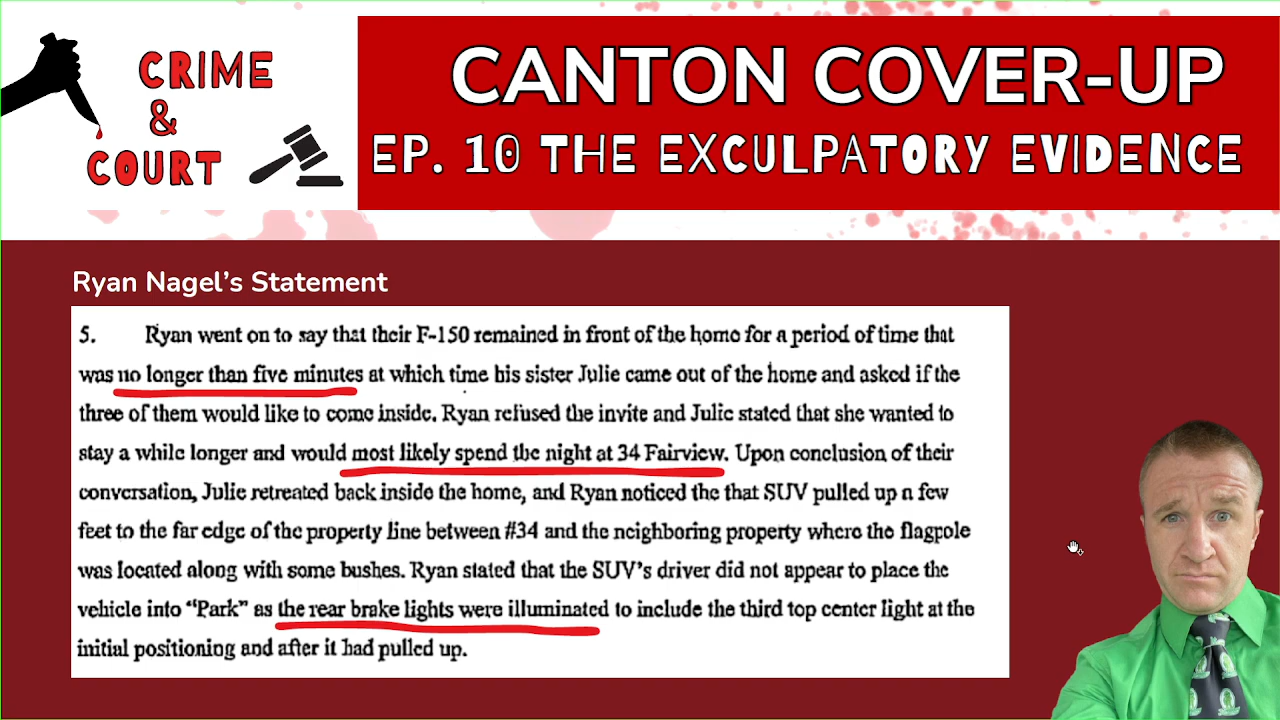 CRIME
&
COURT
CANTON COVER-UP
EP. 10 THE EXCULPATORY EVIDENCE
Ryan Nagel's Statement
5. Ryan went on to say that their F-150 remained in front of the home for a period of time that
was no longer than five minutes at which time his sister Julie came out of the home and asked if the
three of them would like to come inside. Ryan refused the invite and Julie stated that she wanted to
stay a while longer and would most likely spend the night at 34 Fairview. Upon conclusion of their
conversation, Julie retreated back inside the home, and Ryan noticed the that SUV pulled up a few
feet to the far edge of the property line between #34 and the neighboring property where the flagpole
was located along with some bushes. Ryan stated that the SUV's driver did not appear to place the
vehicle into “Park” as the rear brake lights were illuminated to include the third top center light at the
initial positioning and after it had pulled up.